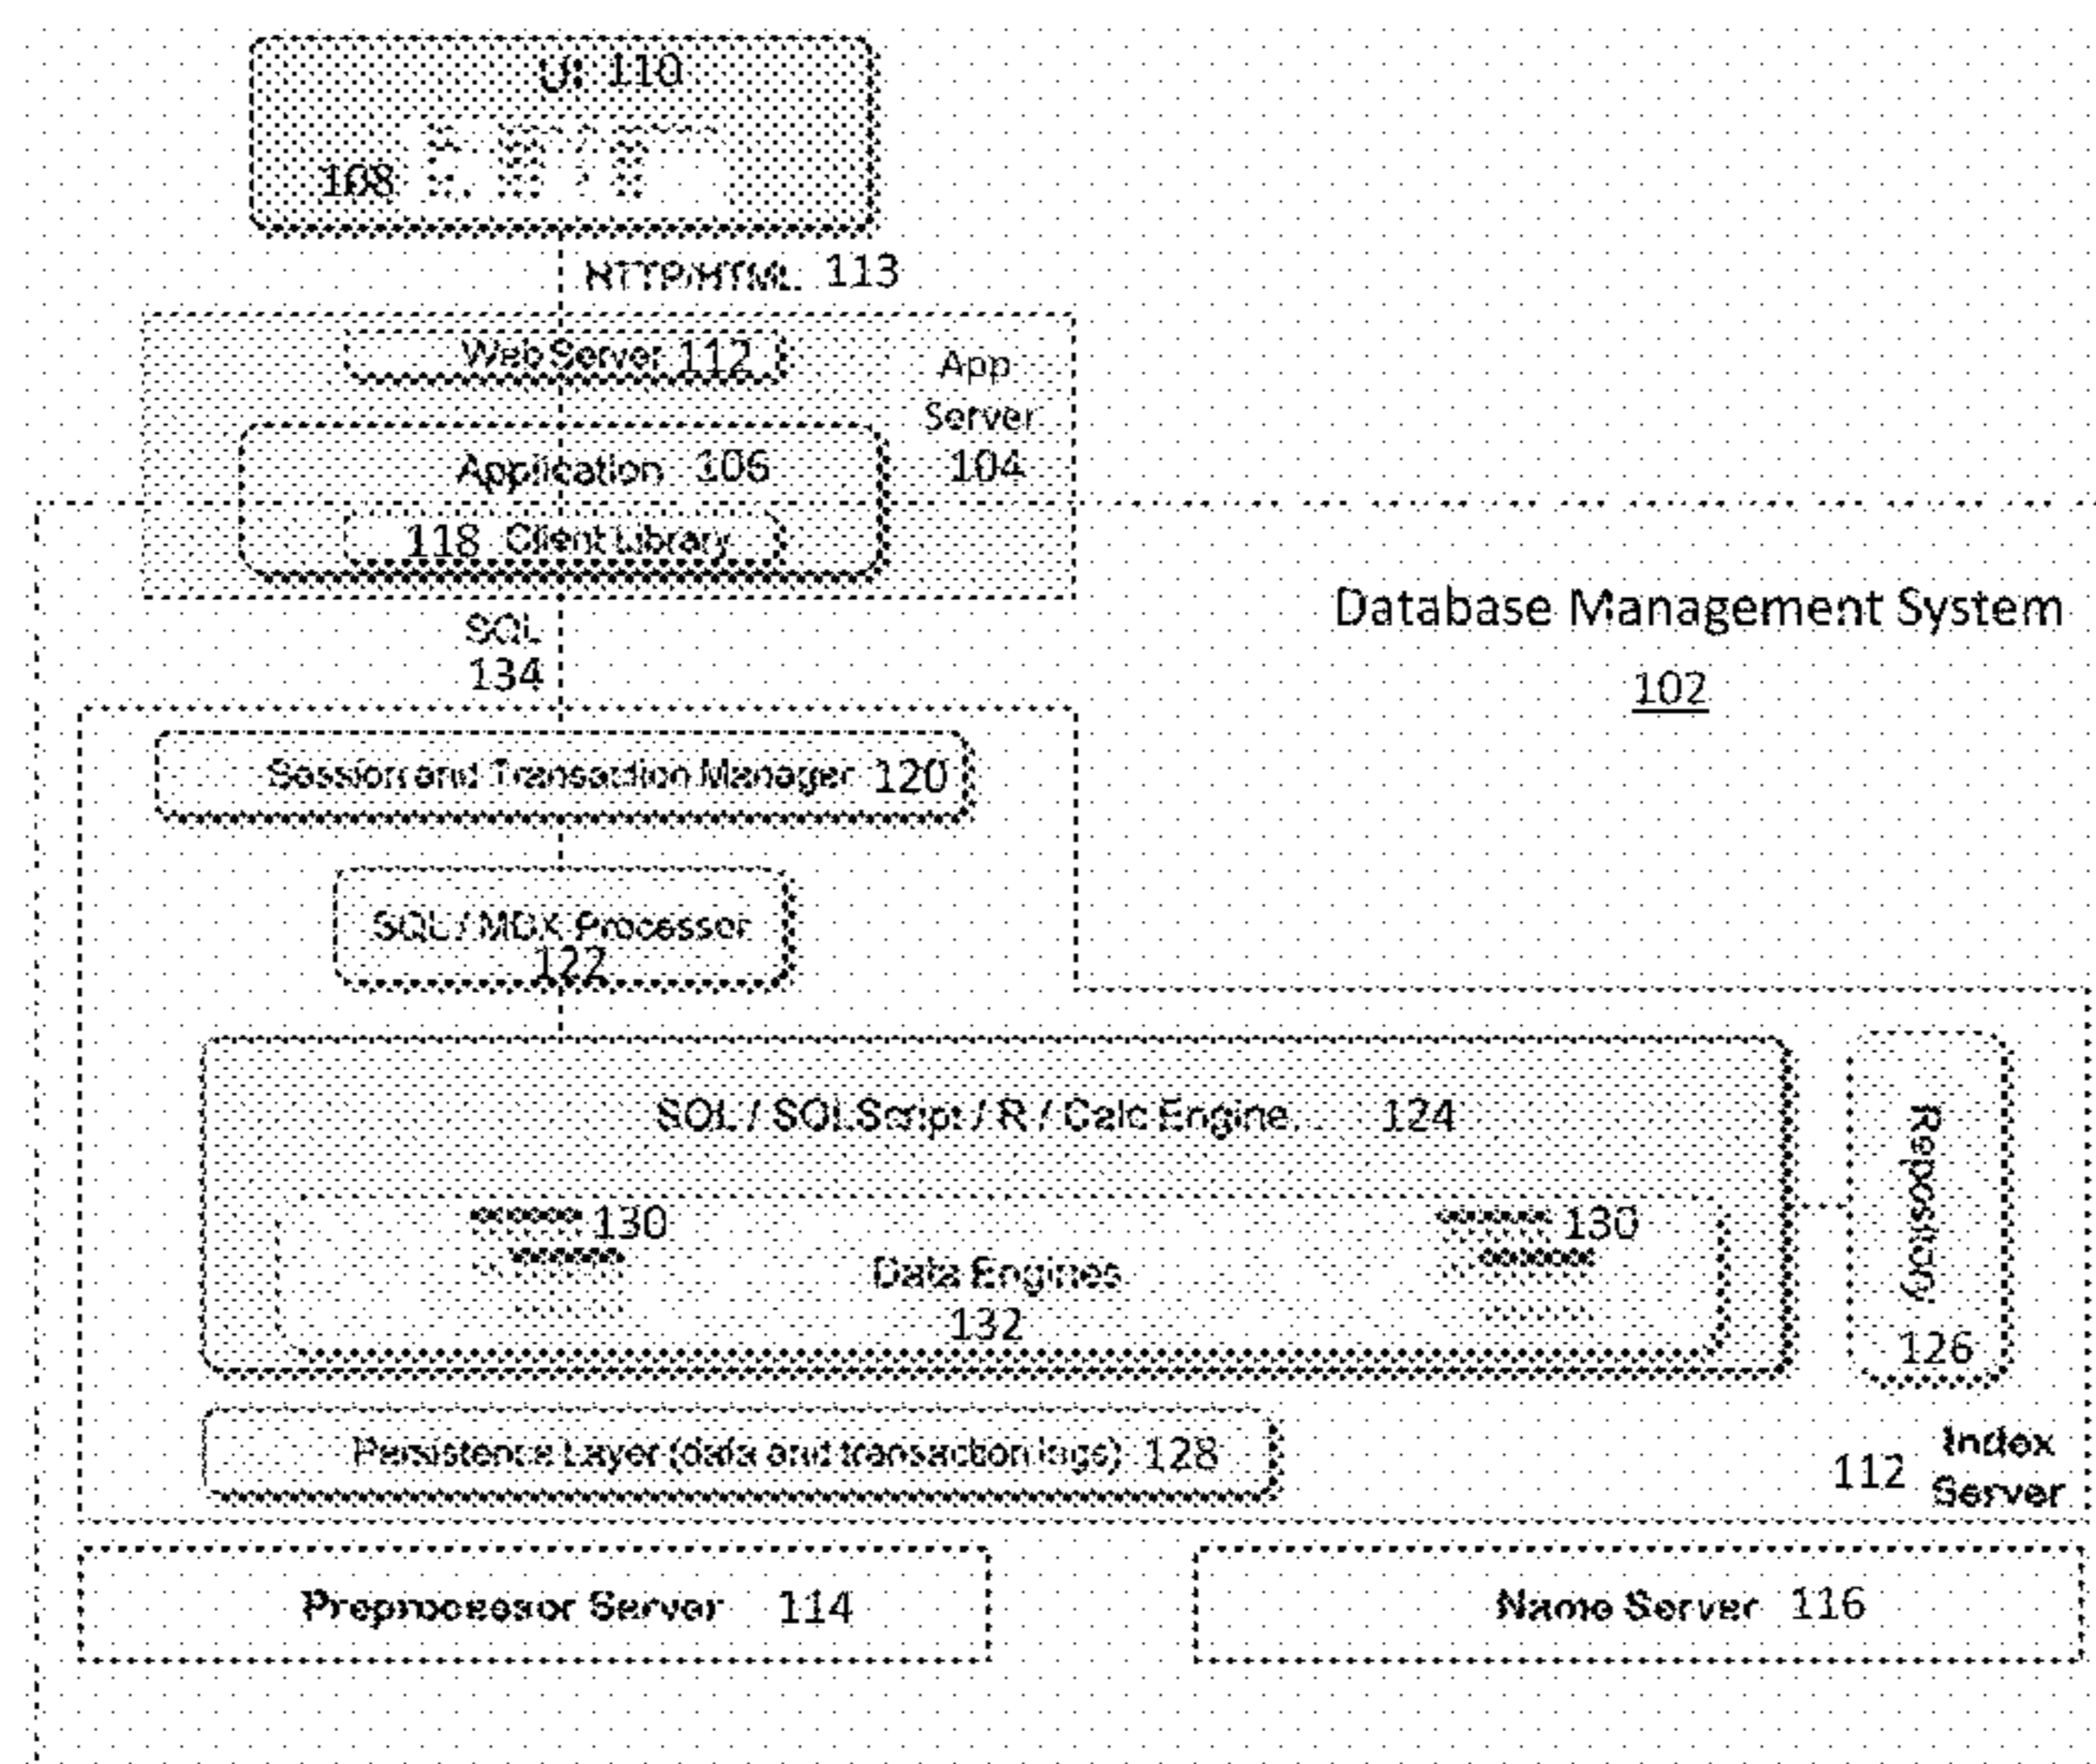 UI 110
108
HTTP/HTML 113
Web Server 112
App
Server
104
Application 106
118 Client Library
SQL
134
Database Management System
102
Session and Transaction Manager 120
SQL / MDX Processor
122
SQL / SQLScript / R / Calc Engine 124
130
130
Data Engines
132
Repository
126
Persistence Layer (data and transaction logs) 128
112 Index
Server
Preprocessor Server 114
Name Server 116